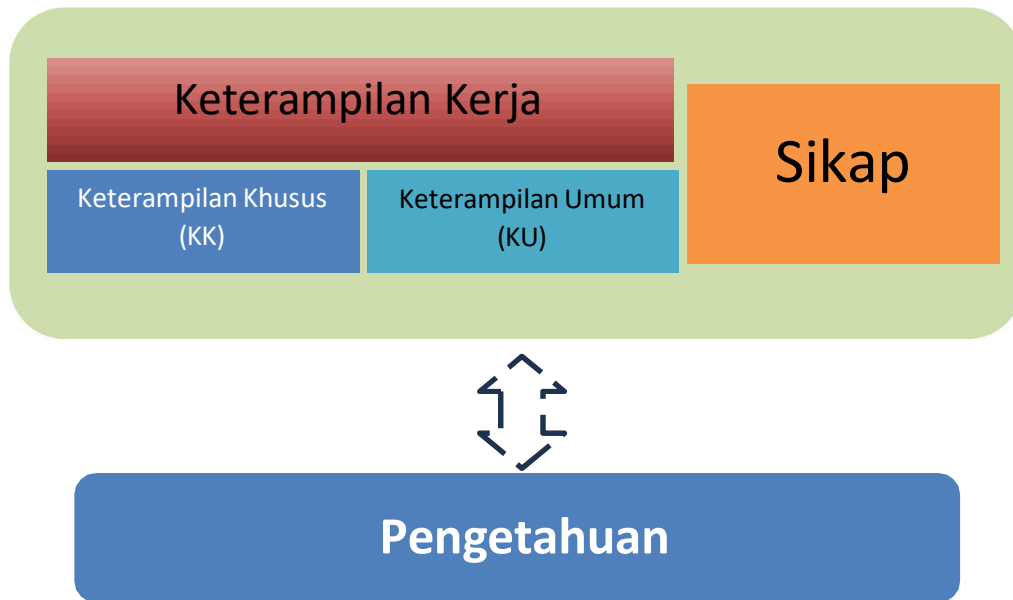 Keterampilan Kerja
Sikap
Keterampilan Khusus
(KK)
Keterampilan Umum
(KU)
Pengetahuan